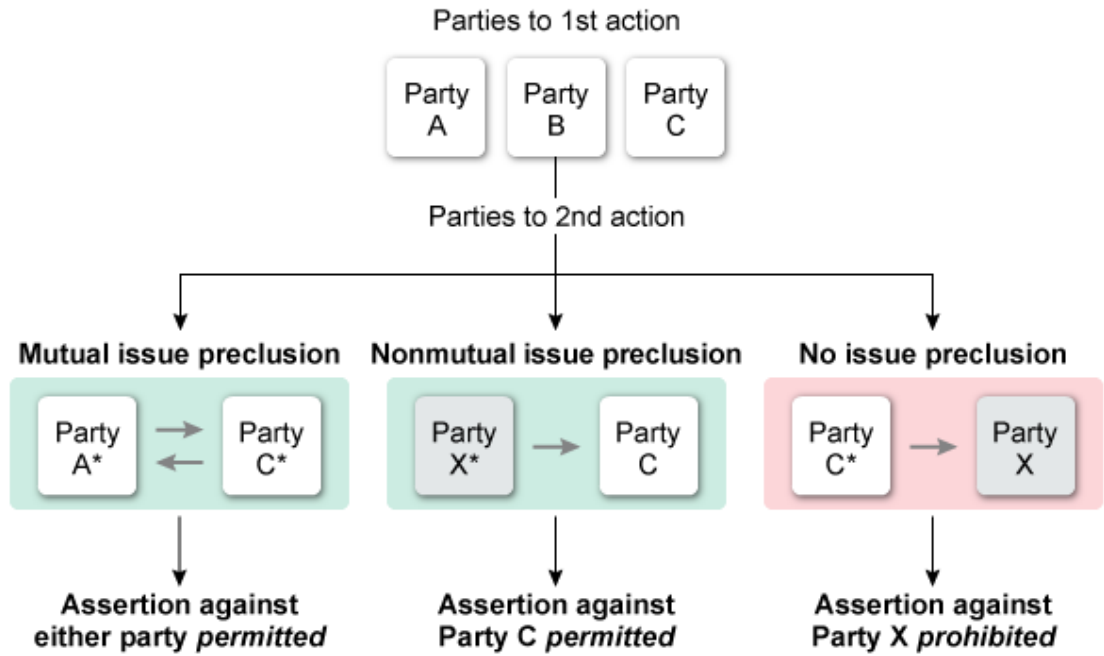 Parties to 1st action
Party
A
Party
B
Party
C
Parties to 2nd action
Mutual issue preclusion
Party
A*
Party
C*
Assertion against
either party permitted
Nonmutual issue preclusion
Party
X*
Party
C
Assertion against
Party C permitted
No issue preclusion
Party
C*
Party
X
Assertion against
Party X prohibited